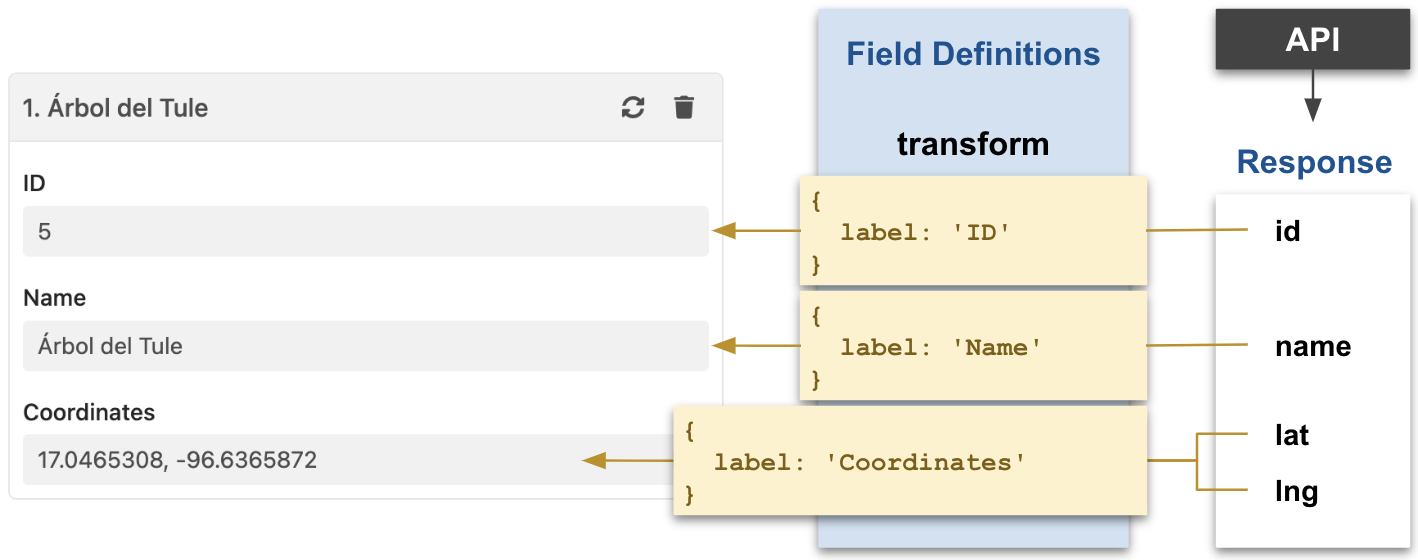 1. Árbol del Tule
ID
5
Name
Árbol del Tule
Coordinates
17.0465308, -96.6365872
Field Definitions
transform
{
label: 'ID'
}
{
label: 'Name'
}
{
label: 'Coordinates'
}
API
Response
id
name
lat
lng